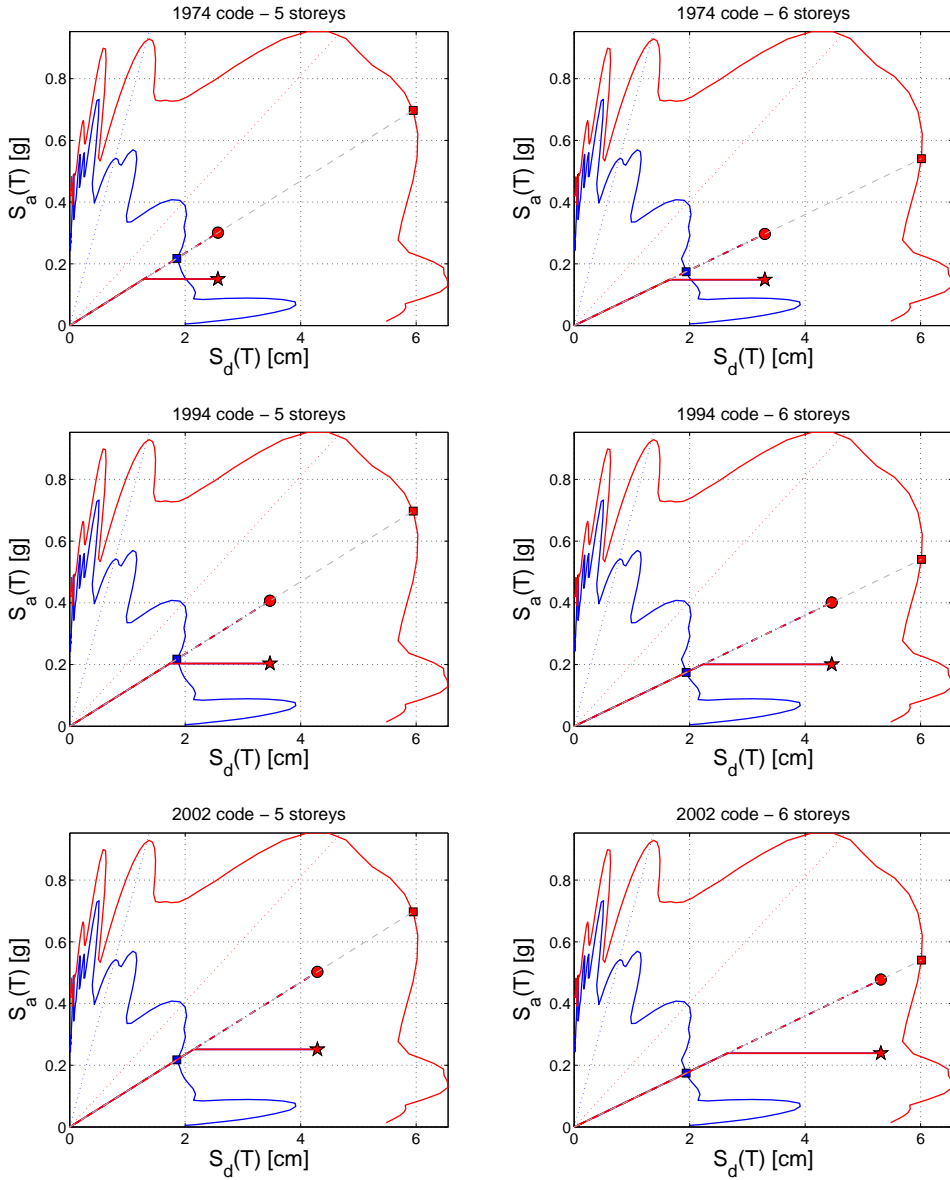 1974 code – 5 storeys
0.8
0.6
0.4
0.2
0
S_a(T) [g]
0 2 4 6
S_d(T) [cm]
1974 code – 6 storeys
0.8
0.6
0.4
0.2
0
S_a(T) [g]
0 2 4 6
S_d(T) [cm]
1994 code – 5 storeys
0.8
0.6
0.4
0.2
0
S_a(T) [g]
0 2 4 6
S_d(T) [cm]
1994 code – 6 storeys
0.8
0.6
0.4
0.2
0
S_a(T) [g]
0 2 4 6
S_d(T) [cm]
2002 code – 5 storeys
0.8
0.6
0.4
0.2
0
S_a(T) [g]
0 2 4 6
S_d(T) [cm]
2002 code – 6 storeys
0.8
0.6
0.4
0.2
0
S_a(T) [g]
0 2 4 6
S_d(T) [cm]